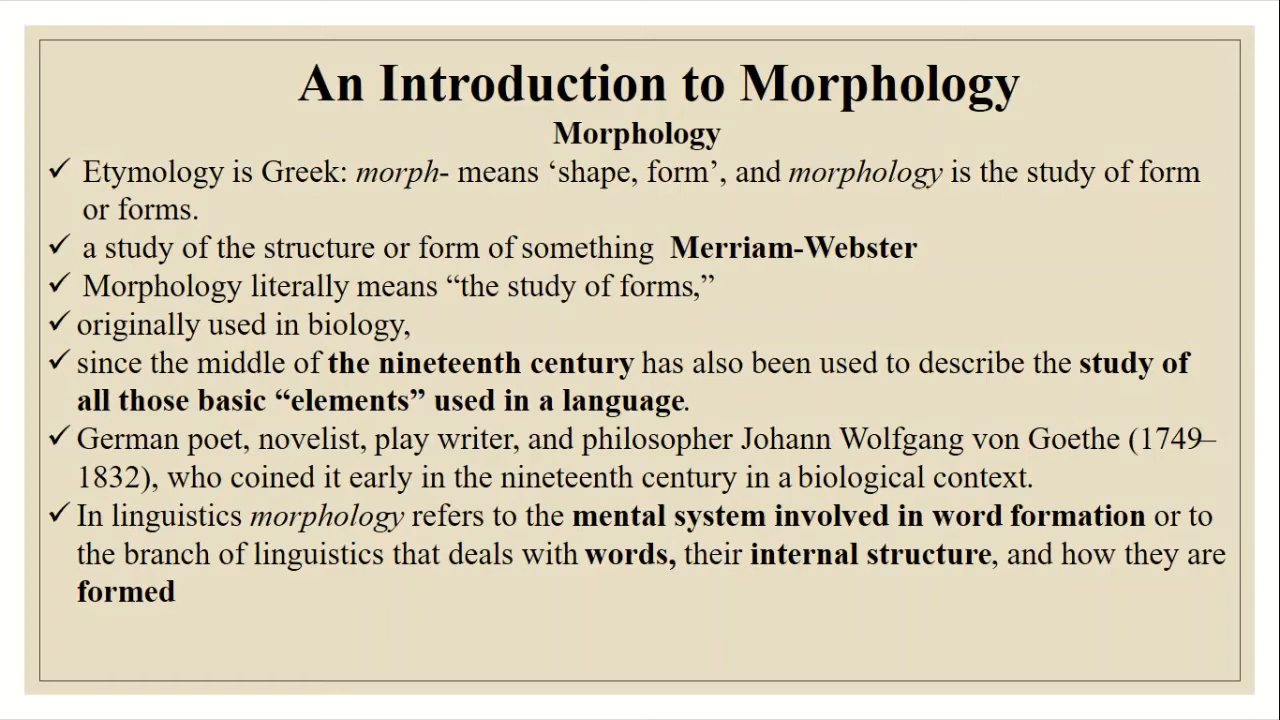 An Introduction to Morphology
Morphology
✓ Etymology is Greek: morph- means ‘shape, form’, and morphology is the study of form
or forms.
✓ a study of the structure or form of something Merriam-Webster
✓ Morphology literally means “the study of forms,”
✓ originally used in biology,
✓ since the middle of the nineteenth century has also been used to describe the study of
all those basic “elements” used in a language.
✓ German poet, novelist, play writer, and philosopher Johann Wolfgang von Goethe (1749–
1832), who coined it early in the nineteenth century in a biological context.
✓ In linguistics morphology refers to the mental system involved in word formation or to
the branch of linguistics that deals with words, their internal structure, and how they are
formed